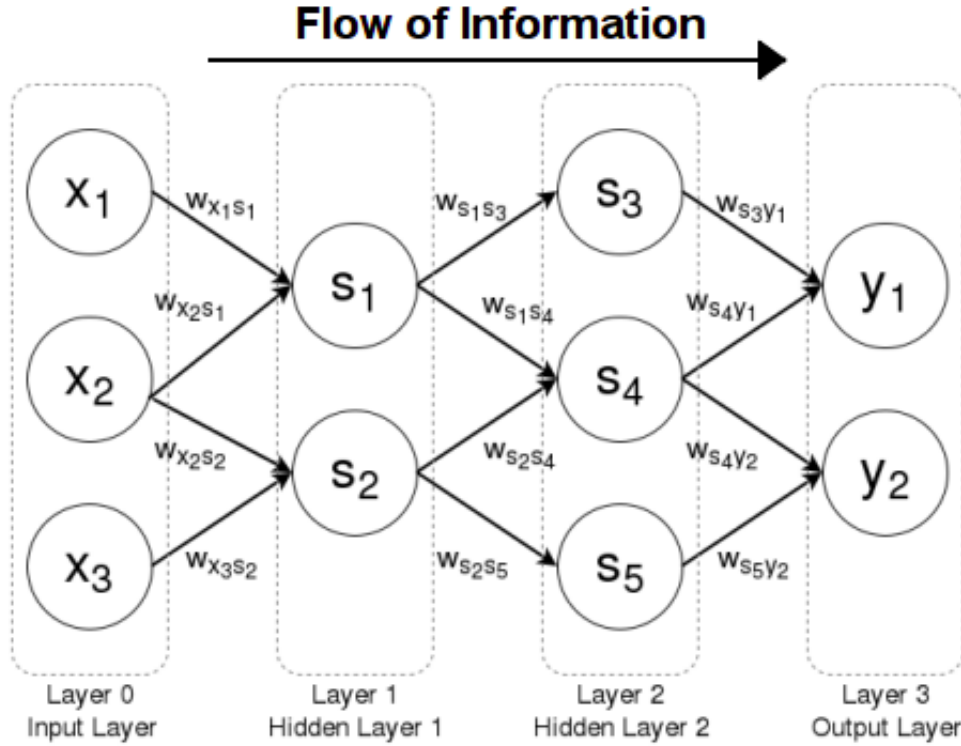 Flow of Information
x1
x2
x3
wx1s1
wx2s1
wx2s2
wx3s2
s1
s2
ws1s3
ws1s4
ws2s4
ws2s5
s3
s4
s5
ws3y1
ws4y1
ws4y2
ws5y2
y1
y2
Layer 0
Input Layer
Layer 1
Hidden Layer 1
Layer 2
Hidden Layer 2
Layer 3
Output Layer